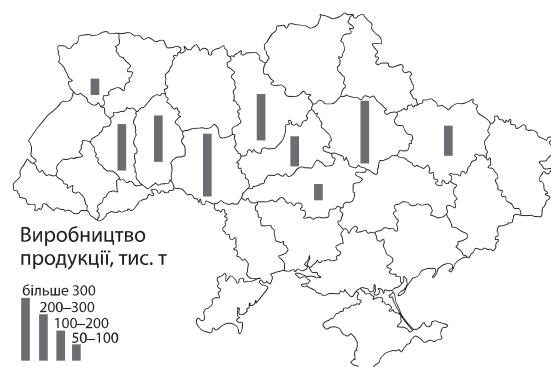 Виробництво
продукції, тис. т
більше 300
200–300
100–200
50–100